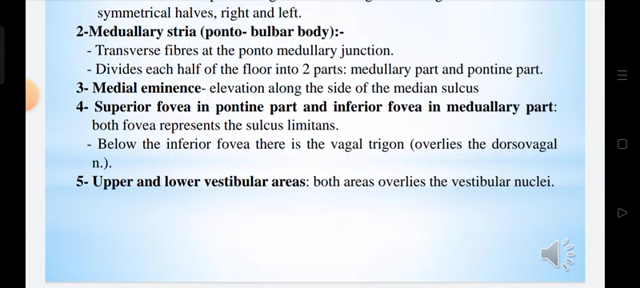 symmetrical halves, right and left.
2-Meduallary stria (ponto- bulbar body):-
- Transverse fibres at the ponto medullary junction.
- Divides each half of the floor into 2 parts: medullary part and pontine part.
3- Medial eminence- elevation along the side of the median sulcus
4- Superior fovea in pontine part and inferior fovea in meduallary part:
both fovea represents the sulcus limitans.
- Below the inferior fovea there is the vagal trigon (overlies the dorsovagal
n.).
5- Upper and lower vestibular areas: both areas overlies the vestibular nuclei.